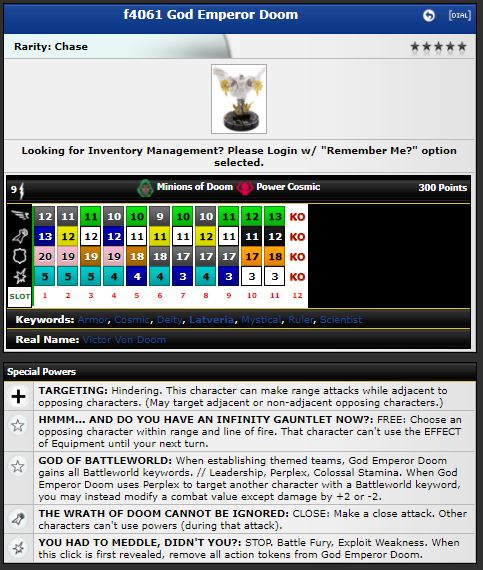 f4061 God Emperor Doom
[DIAL]
Rarity: Chase
Looking for Inventory Management? Please Login w/ "Remember Me?" option
selected.
9 Minions of Doom Power Cosmic 300 Points
12 11 11 10 10 9 10 10 11 12 13 KO
13 12 12 12 11 11 11 12 11 11 12 KO
20 19 19 19 18 18 17 17 17 17 18 KO
5 5 5 4 4 4 3 4 3 3 3 KO
SLOT 1 2 3 4 5 6 7 8 9 10 11 12
Keywords: Armor, Cosmic, Deity, Latveria, Mystical, Ruler, Scientist
Real Name: Victor Von Doom
Special Powers
TARGETING: Hindering. This character can make range attacks while adjacent to
opposing characters. (May target adjacent or non-adjacent opposing characters.)
HMMM... AND DO YOU HAVE AN INFINITY GAUNTLET NOW?: FREE: Choose an
opposing character within range and line of fire. That character can't use the EFFECT
of Equipment until your next turn.
GOD OF BATTLEWORLD: When establishing themed teams, God Emperor Doom
gains all Battleworld keywords. // Leadership, Perplex, Colossal Stamina. When God
Emperor Doom uses Perplex to target another character with a Battleworld keyword,
you may instead modify a combat value except damage by +2 or -2.
THE WRATH OF DOOM CANNOT BE IGNORED: CLOSE: Make a close attack. Other
characters can't use powers (during that attack).
YOU HAD TO MEDDLE, DIDN'T YOU?: STOP. Battle Fury, Exploit Weakness. When
this click is first revealed, remove all action tokens from God Emperor Doom.